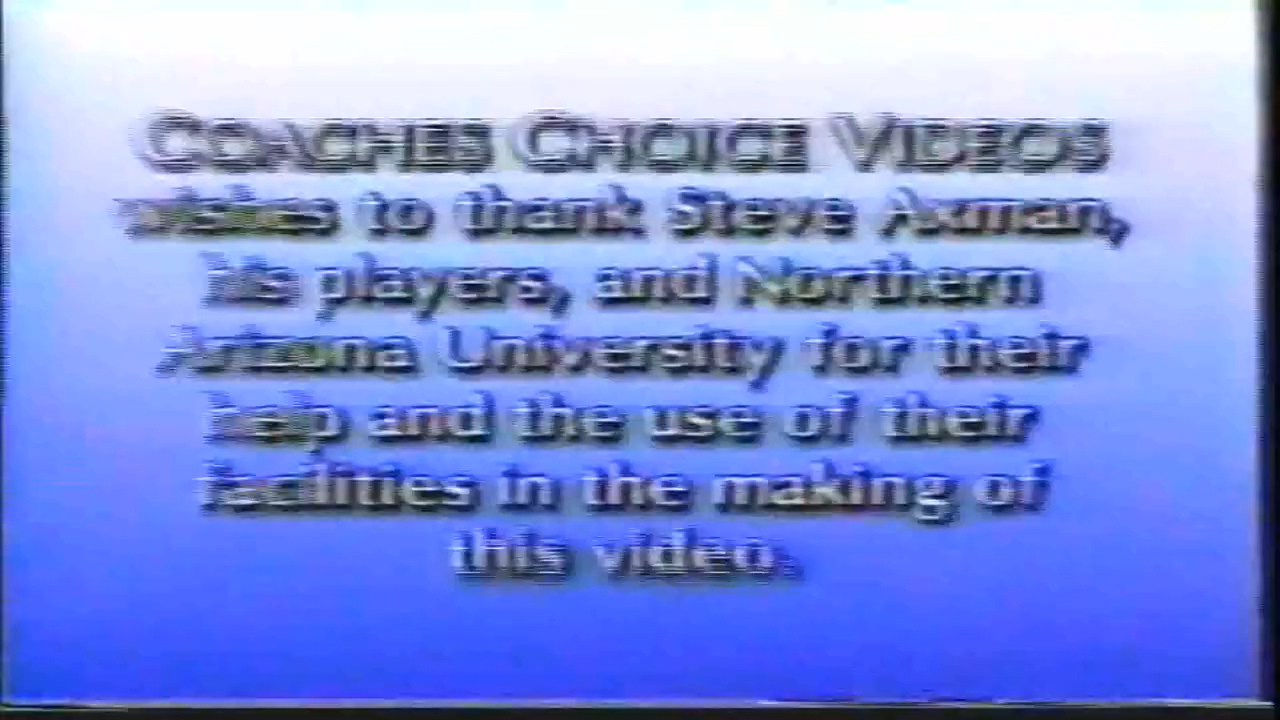 COACHES CHOICE VIDEOS
wishes to thank Steve Axman,
his players, and Northern
Arizona University for their
help and the use of their
facilities in the making of
this video.